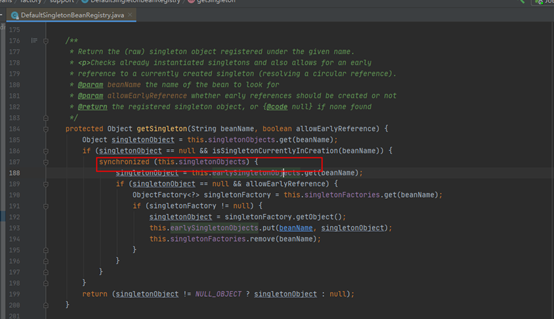 factory support DefaultSingletonBeanRegistry getSingleton
DefaultSingletonBeanRegistry.java
175
176 /**
177 * Return the (raw) singleton object registered under the given name.
178 * <p>Checks already instantiated singletons and also allows for an early
179 * reference to a currently created singleton (resolving a circular reference).
180 * @param beanName the name of the bean to look for
181 * @param allowEarlyReference whether early references should be created or not
182 * @return the registered singleton object, or {@code null} if none found
183 */
184 protected Object getSingleton(String beanName, boolean allowEarlyReference) {
185 Object singletonObject = this.singletonObjects.get(beanName);
186 if (singletonObject == null && isSingletonCurrentlyInCreation(beanName)) {
187 synchronized (this.singletonObjects) {
188 singletonObject = this.earlySingletonObjects.get(beanName);
189 if (singletonObject == null && allowEarlyReference) {
190 ObjectFactory<?> singletonFactory = this.singletonFactories.get(beanName);
191 if (singletonFactory != null) {
192 singletonObject = singletonFactory.getObject();
193 this.earlySingletonObjects.put(beanName, singletonObject);
194 this.singletonFactories.remove(beanName);
195 }
196 }
197 }
198 }
199 return (singletonObject != NULL_OBJECT ? singletonObject : null);
200 }
201